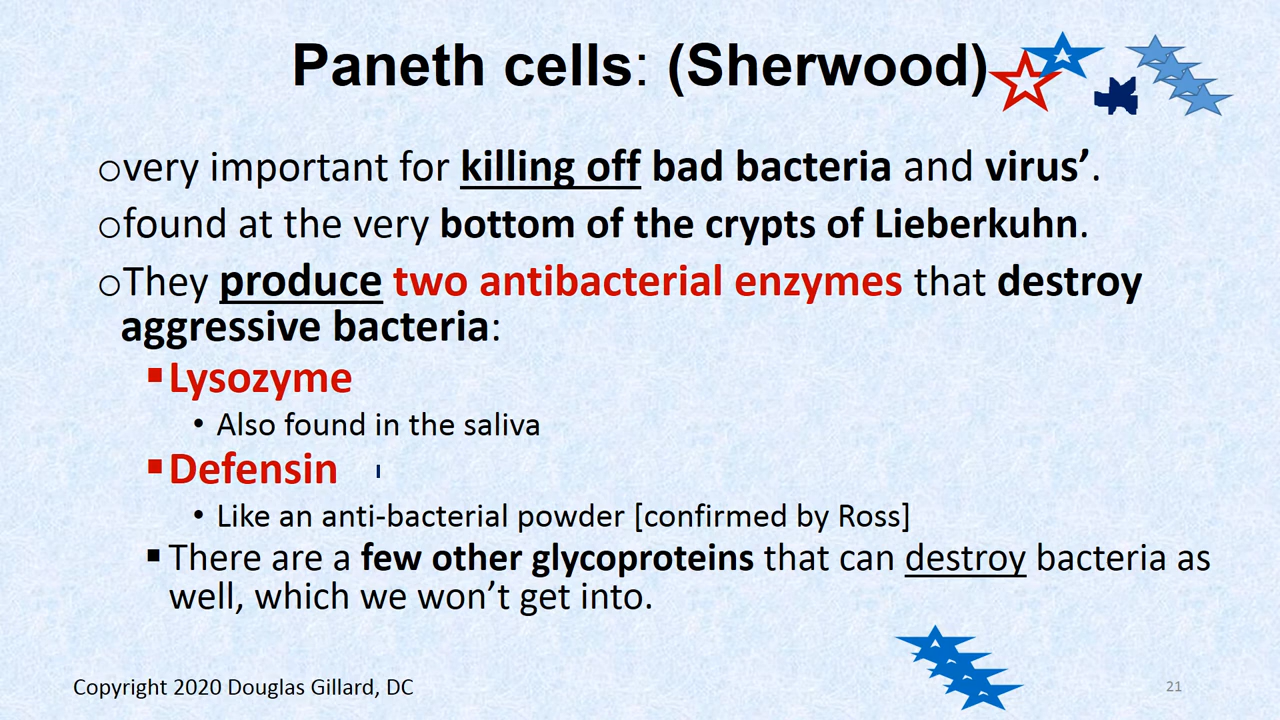 Paneth cells: (Sherwood)
○very important for killing off bad bacteria and virus’.
○found at the very bottom of the crypts of Lieberkuhn.
○They produce two antibacterial enzymes that destroy
aggressive bacteria:
▪Lysozyme
• Also found in the saliva
▪Defensin
• Like an anti-bacterial powder [confirmed by Ross]
▪There are a few other glycoproteins that can destroy bacteria as
well, which we won’t get into.
Copyright 2020 Douglas Gillard, DC
21